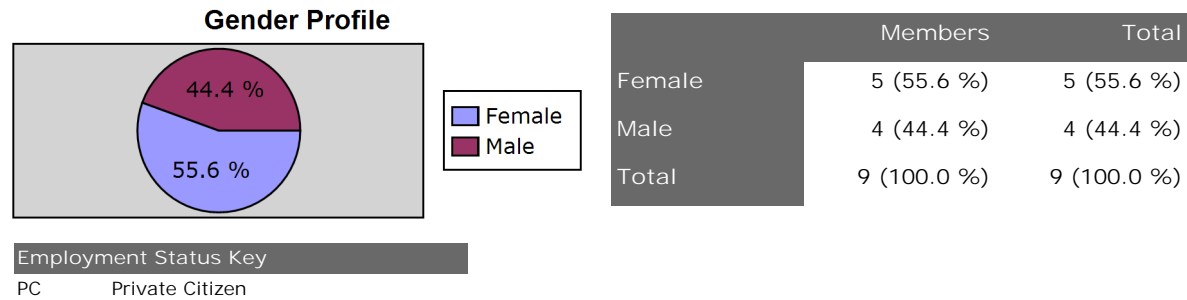 Gender Profile
44.4 %
55.6 %
Female
Male
Members Total
Female 5 (55.6 %) 5 (55.6 %)
Male 4 (44.4 %) 4 (44.4 %)
Total 9 (100.0 %) 9 (100.0 %)
Employment Status Key
PC Private Citizen